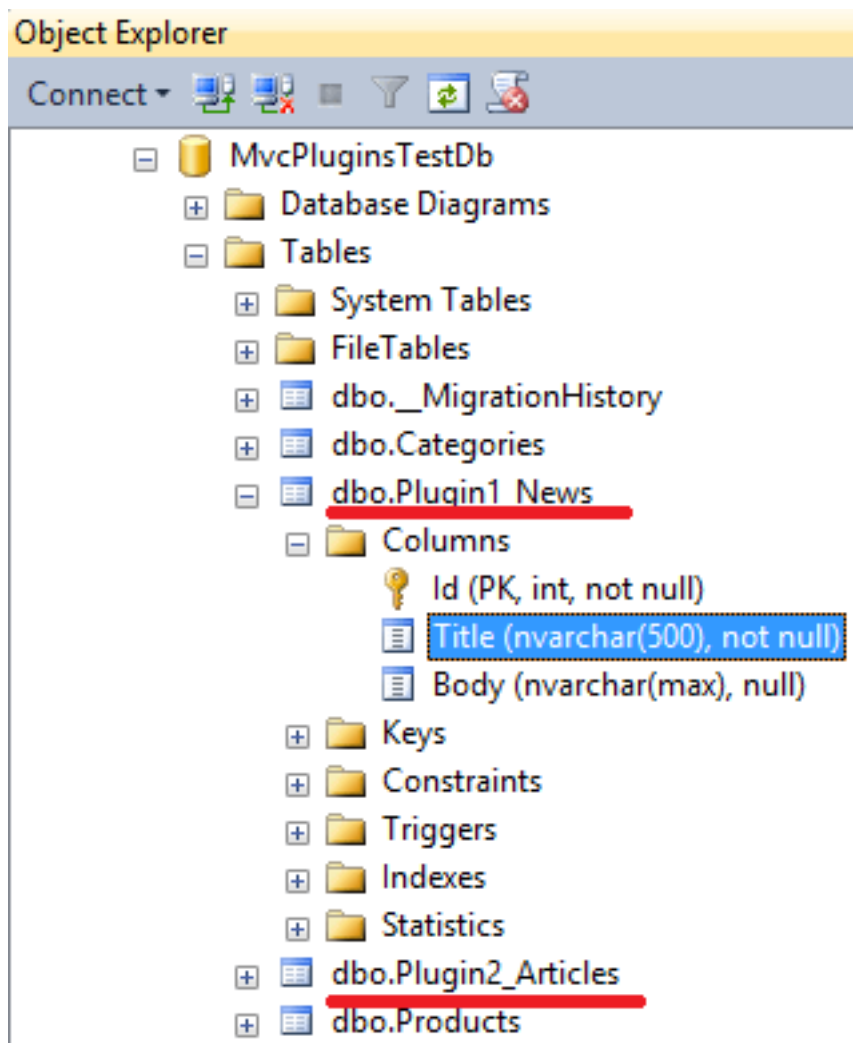 Object Explorer
Connect
MvcPluginsTestDb
Database Diagrams
Tables
System Tables
FileTables
dbo.__MigrationHistory
dbo.Categories
dbo.Plugin1_News
Columns
Id (PK, int, not null)
Title (nvarchar(500), not null)
Body (nvarchar(max), null)
Keys
Constraints
Triggers
Indexes
Statistics
dbo.Plugin2_Articles
dbo.Products